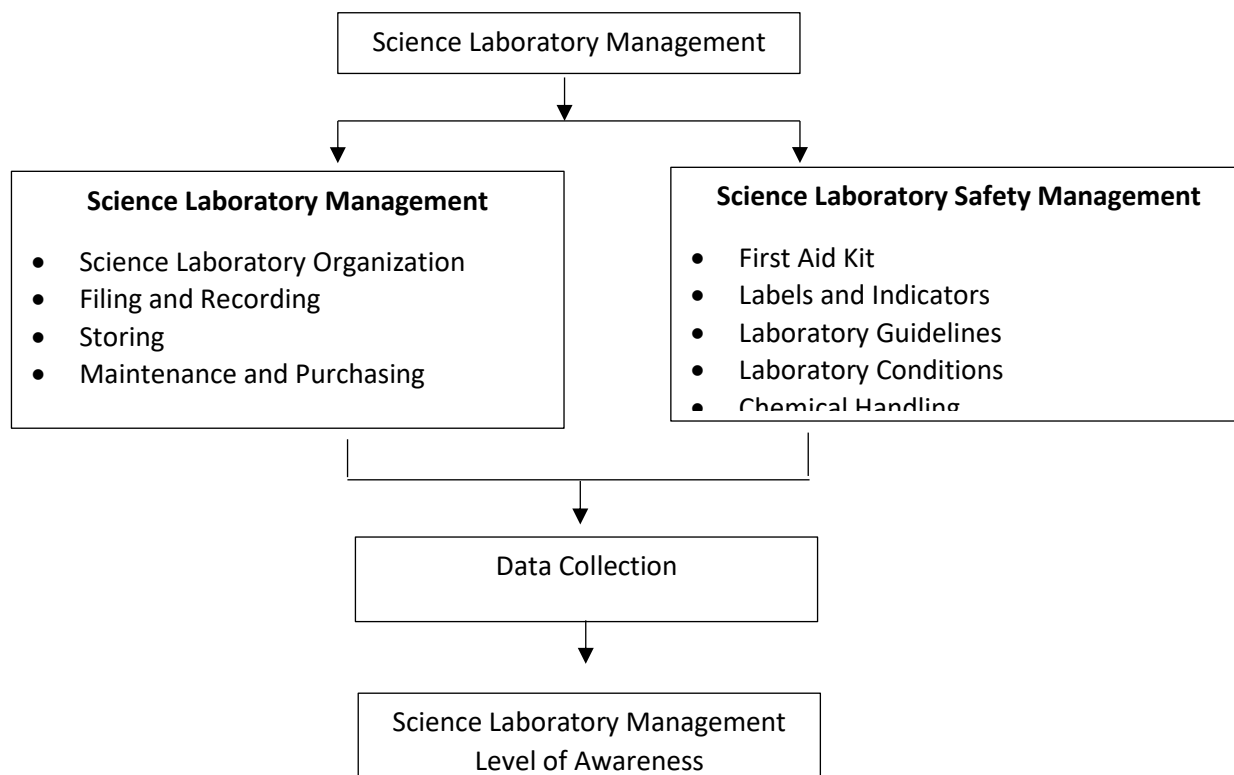 Science Laboratory Management
Science Laboratory Management
• Science Laboratory Organization
• Filing and Recording
• Storing
• Maintenance and Purchasing
Science Laboratory Safety Management
• First Aid Kit
• Labels and Indicators
• Laboratory Guidelines
• Laboratory Conditions
• Chemical Handling
Data Collection
Science Laboratory Management
Level of Awareness